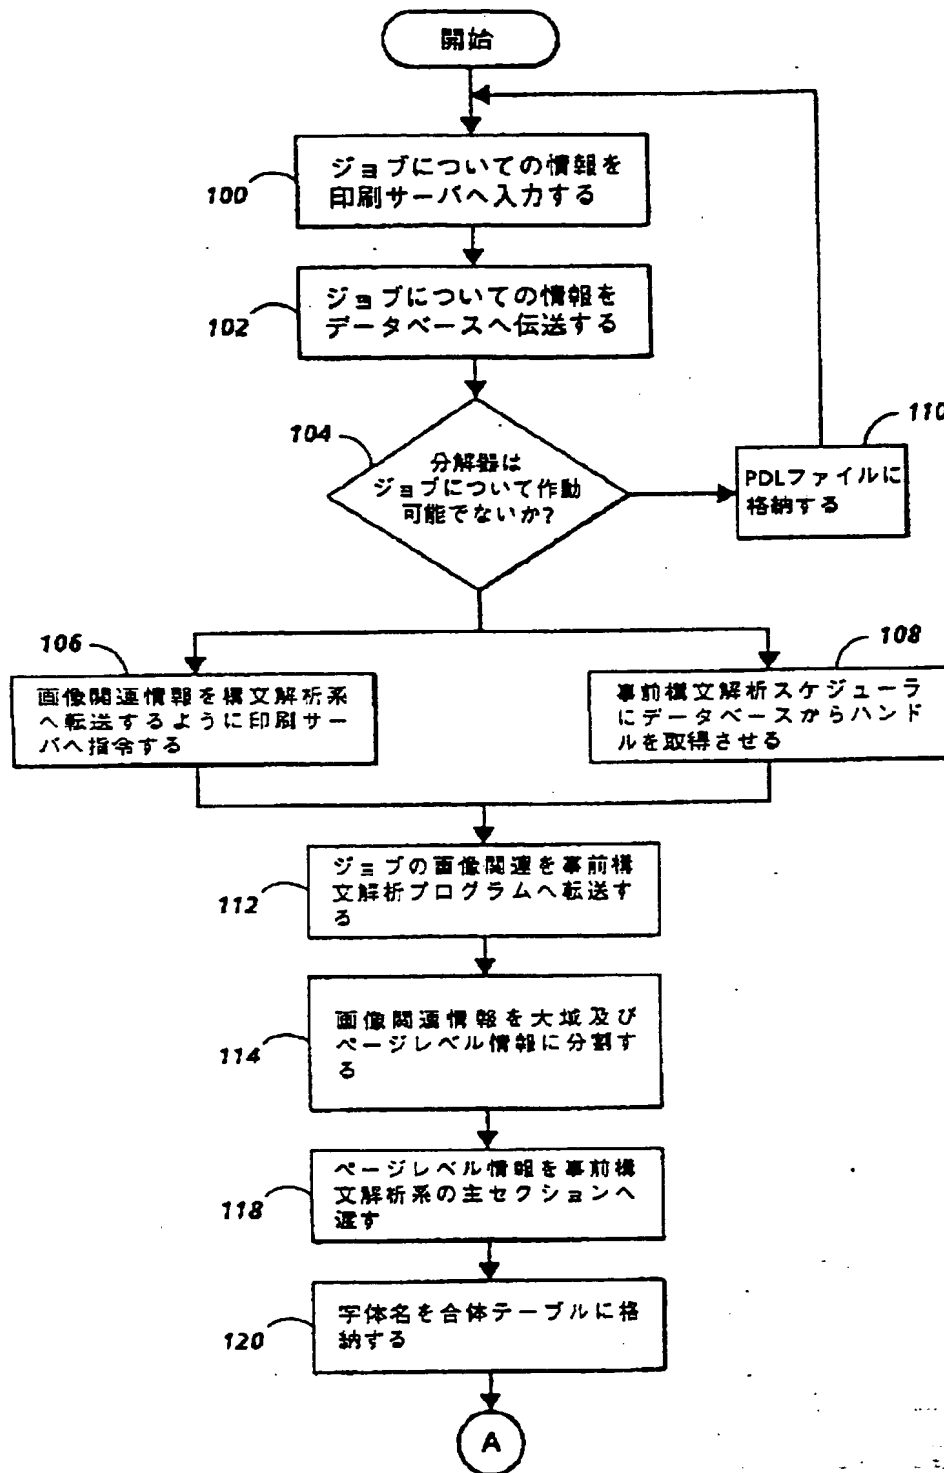 開始
100
ジョブについての情報を
印刷サーバへ入力する
102
ジョブについての情報を
データベースへ伝送する
104
分解器は
ジョブについて作動
可能でないか?
110
PDLファイルに
格納する
106
画像関連情報を構文解析系
へ転送するように印刷サー
バへ指令する
108
事前構文解析スケジューラ
にデータベースからハンド
ルを取得させる
112
ジョブの画像関連を事前構
文解析プログラムへ転送す
る
114
画像関連情報を大域及び
ページレベル情報に分割す
る
118
ページレベル情報を事前構
文解析系の主セクションへ
渡す
120
字体名を合体テーブルに格
納する
A